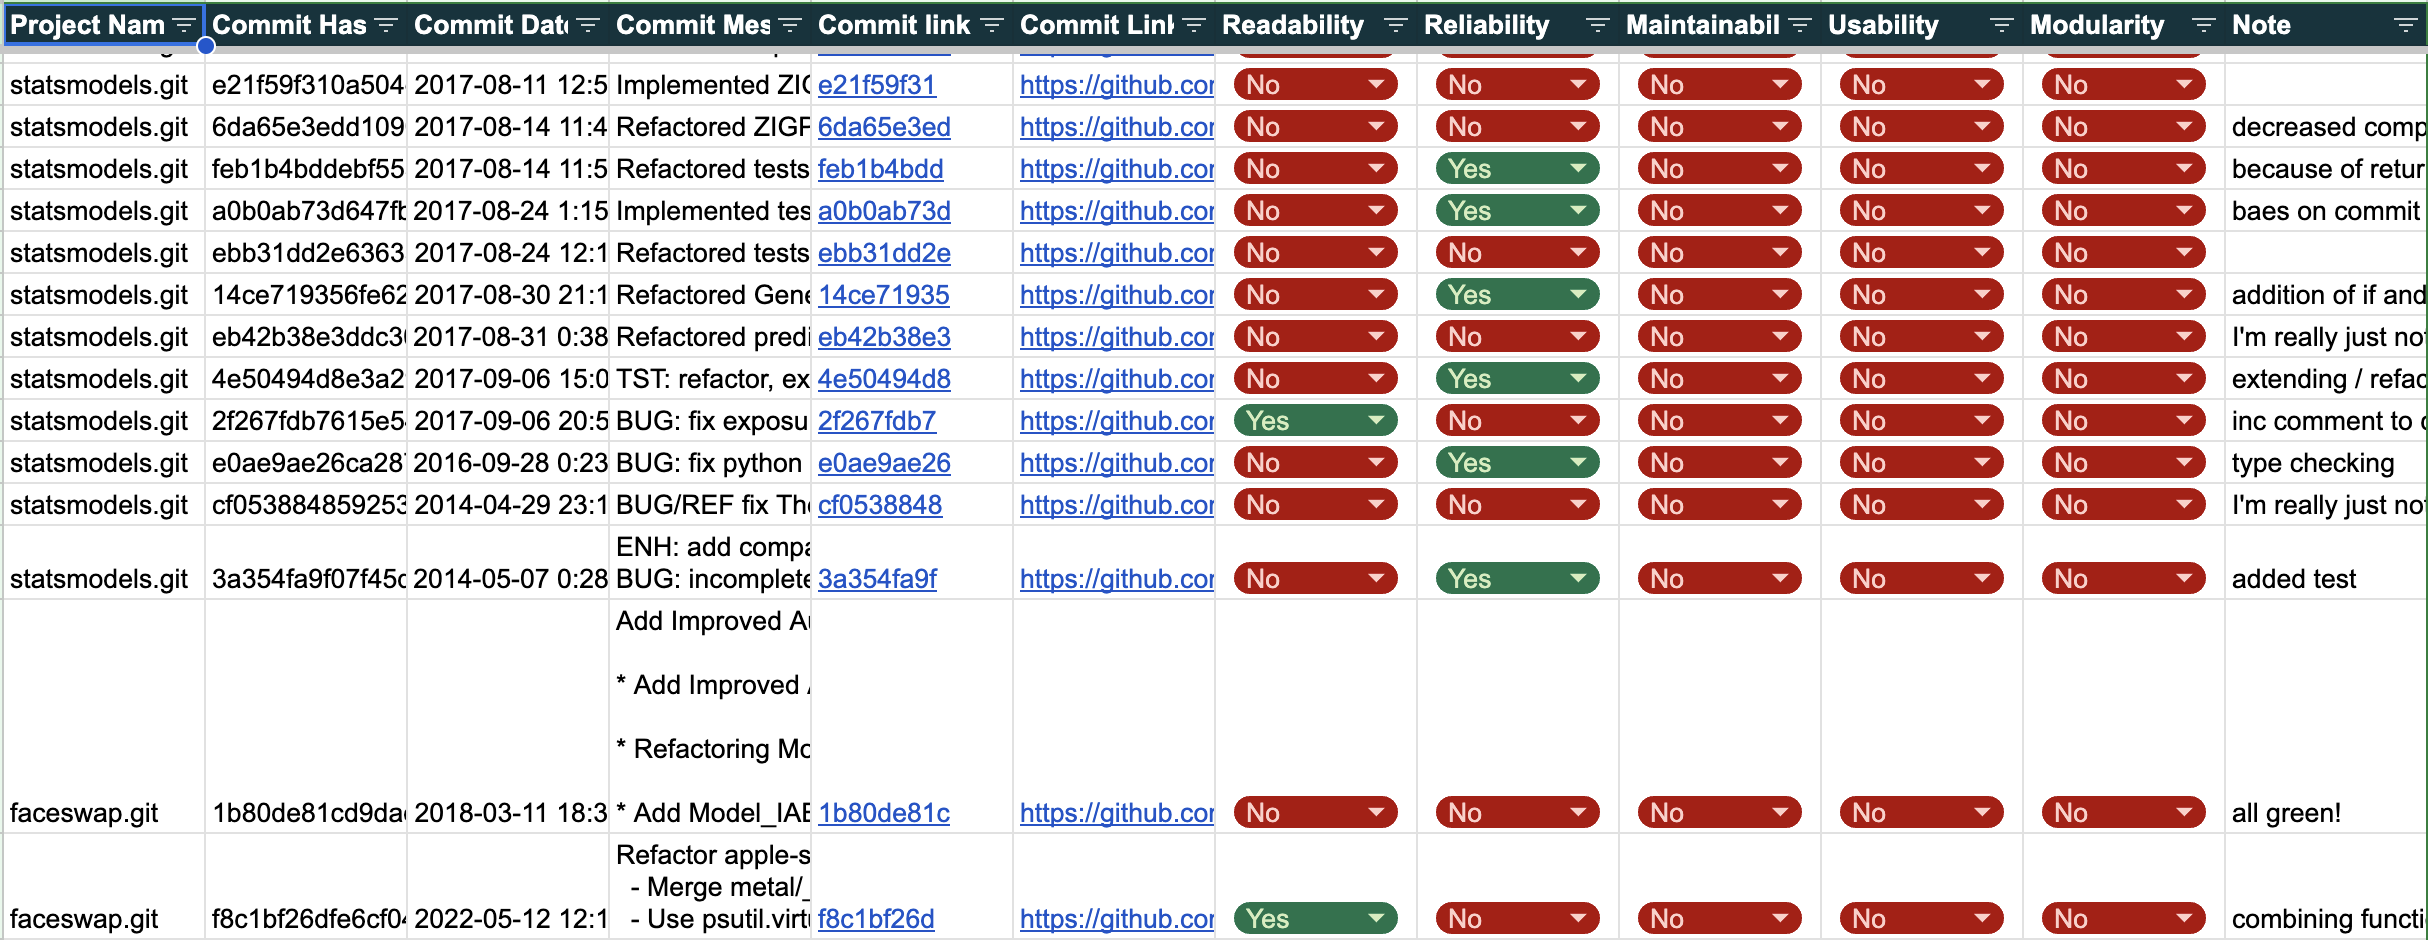 Project Nam Commit Has Commit Date Commit Mes Commit link Commit Link Readability Reliability Maintainabil Usability Modularity Note
statsmodels.git e21f59f310a504 2017-08-11 12:5 Implemented ZIG e21f59f31 https://github.cor No No No No No
statsmodels.git 6da65e3edd109 2017-08-14 11:4 Refactored ZIGP 6da65e3ed https://github.cor No No No No No decreased comp
statsmodels.git feb1b4bddebf55 2017-08-14 11:5 Refactored tests feb1b4bdd https://github.cor No Yes No No No because of retur
statsmodels.git a0b0ab73d647fb 2017-08-24 1:15 Implemented tes a0b0ab73d https://github.cor No Yes No No No baes on commit
statsmodels.git ebb31dd2e6363 2017-08-24 12:1 Refactored tests ebb31dd2e https://github.cor No No No No No
statsmodels.git 14ce719356fe62 2017-08-30 21:1 Refactored Gene 14ce71935 https://github.cor No Yes No No No addition of if and
statsmodels.git eb42b38e3ddc3 2017-08-31 0:38 Refactored predi eb42b38e3 https://github.cor No No No No No I'm really just not
statsmodels.git 4e50494d8e3a2 2017-09-06 15:0 TST: refactor, ex 4e50494d8 https://github.cor No Yes No No No extending / refac
statsmodels.git 2f267fdb7615e5 2017-09-06 20:5 BUG: fix exposu 2f267fdb7 https://github.cor Yes No No No No inc comment to
statsmodels.git e0ae9ae26ca28 2016-09-28 0:23 BUG: fix python e0ae9ae26 https://github.cor No Yes No No No type checking
statsmodels.git cf053884859253 2014-04-29 23:1 BUG/REF fix The cf0538848 https://github.cor No No No No No I'm really just not
ENH: add compa
statsmodels.git 3a354fa9f07f45c 2014-05-07 0:28 BUG: incomplete 3a354fa9f https://github.cor No Yes No No No added test
Add Improved Au
* Add Improved
* Refactoring Mo
faceswap.git 1b80de81cd9da 2018-03-11 18:3 * Add Model_IAE 1b80de81c https://github.cor No No No No No all green!
Refactor apple-s
- Merge metal/_
faceswap.git f8c1bf26dfe6cf04 2022-05-12 12:1 - Use psutil.virtu f8c1bf26d https://github.cor Yes No No No No combining functi